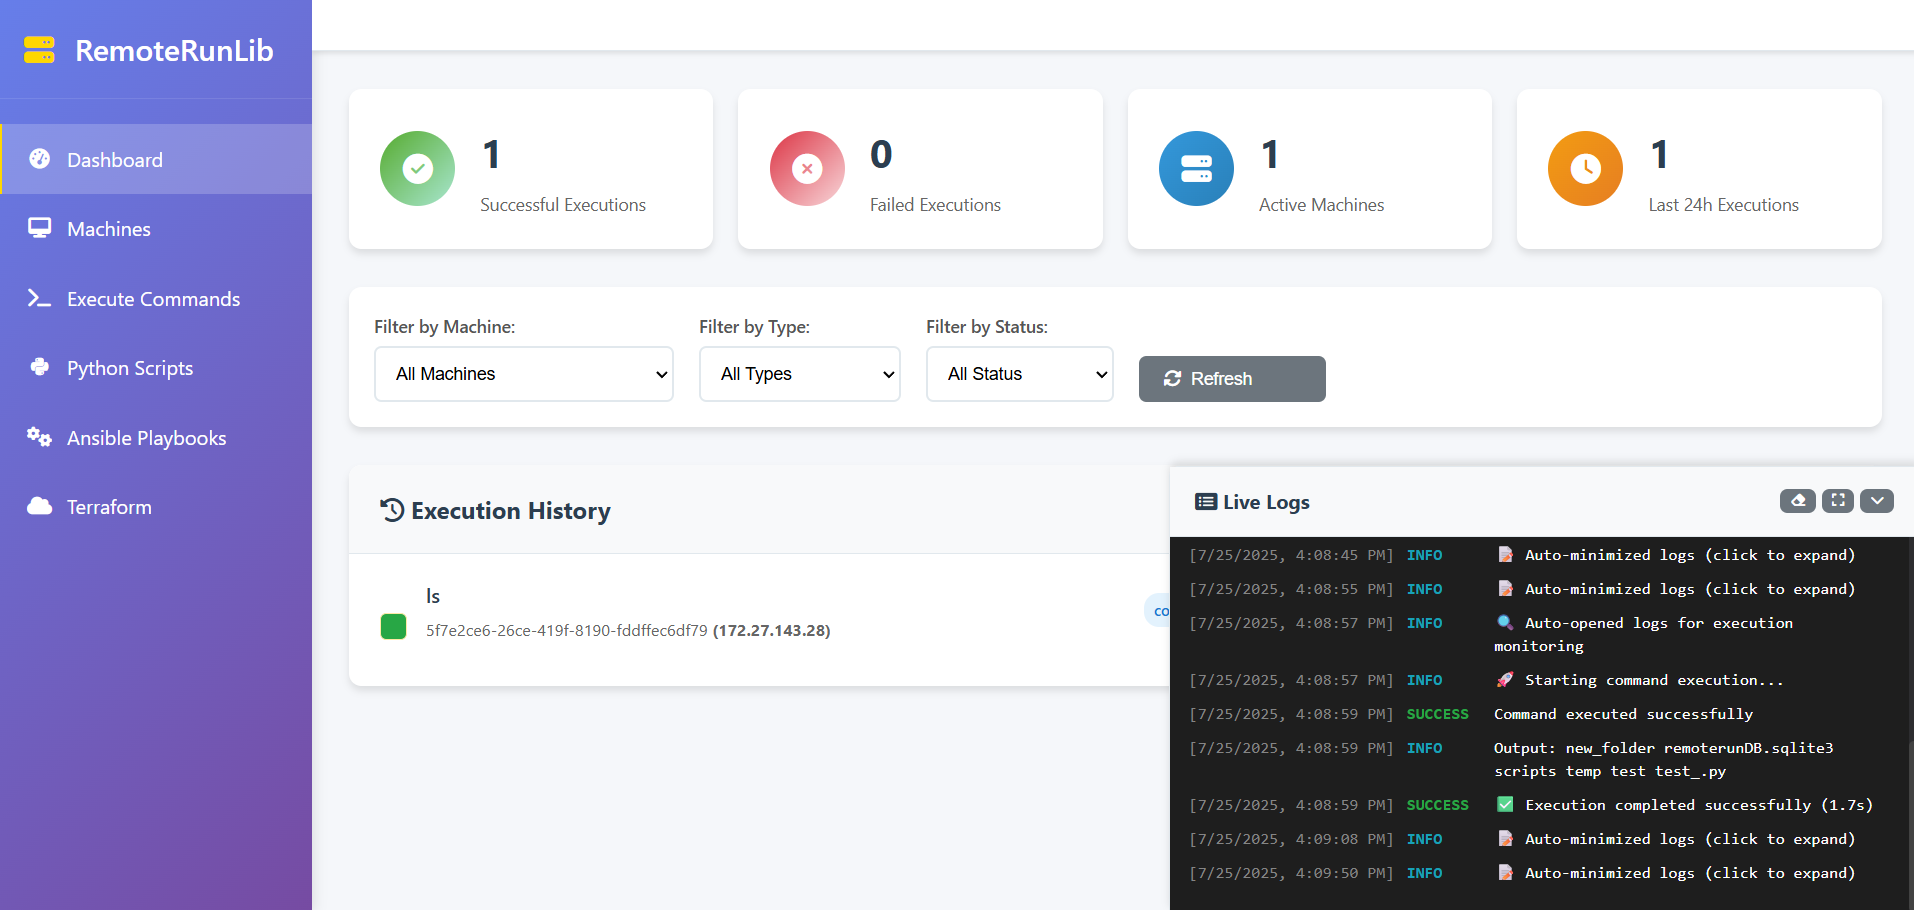 RemoteRunLib
Dashboard
Machines
Execute Commands
Python Scripts
Ansible Playbooks
Terraform
1
Successful Executions
0
Failed Executions
1
Active Machines
1
Last 24h Executions
Filter by Machine:
All Machines
Filter by Type:
All Types
Filter by Status:
All Status
Refresh
Execution History
ls
5f7e2ce6-26ce-419f-8190-fddffec6df79 (172.27.143.28)
co
Live Logs
[7/25/2025, 4:08:45 PM] INFO 📝 Auto-minimized logs (click to expand)
[7/25/2025, 4:08:55 PM] INFO 📝 Auto-minimized logs (click to expand)
[7/25/2025, 4:08:57 PM] INFO 🔍 Auto-opened logs for execution
monitoring
[7/25/2025, 4:08:57 PM] INFO 🚀 Starting command execution...
[7/25/2025, 4:08:59 PM] SUCCESS Command executed successfully
[7/25/2025, 4:08:59 PM] INFO Output: new_folder remoterunDB.sqlite3
scripts temp test test_.py
[7/25/2025, 4:08:59 PM] SUCCESS ✅ Execution completed successfully (1.7s)
[7/25/2025, 4:09:08 PM] INFO 📝 Auto-minimized logs (click to expand)
[7/25/2025, 4:09:50 PM] INFO 📝 Auto-minimized logs (click to expand)